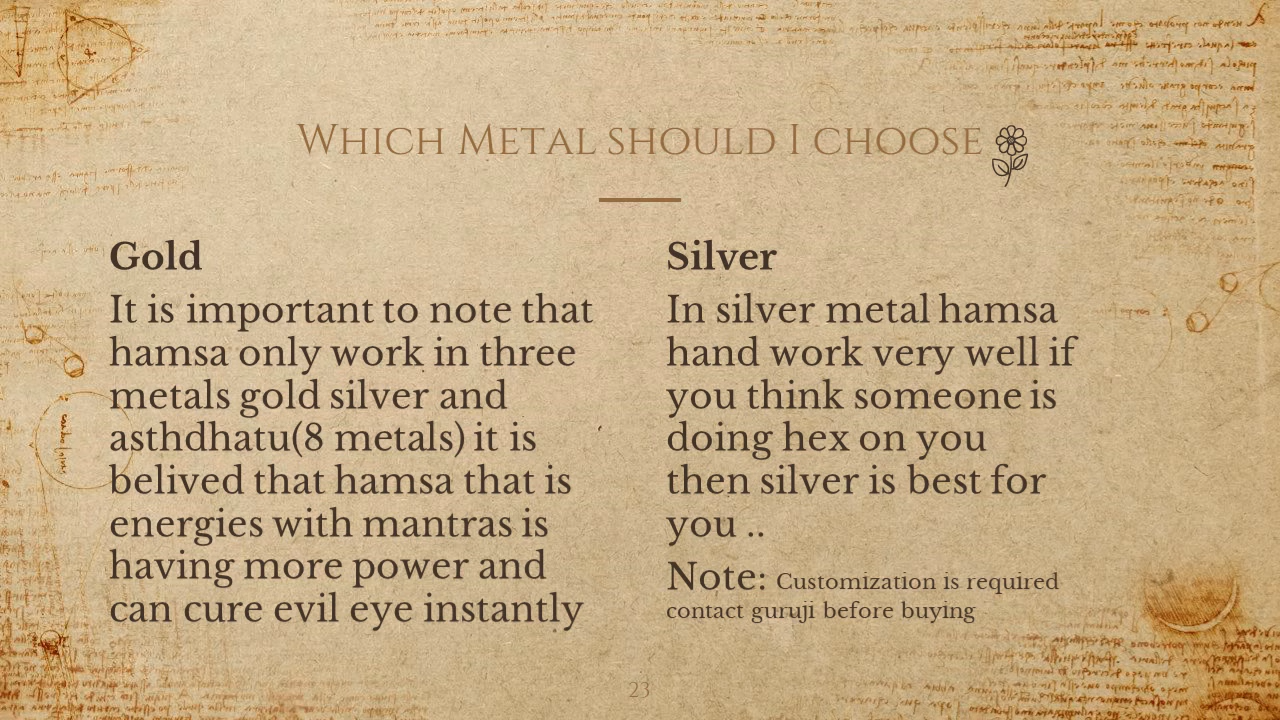 Which Metal should I choose
Gold
It is important to note that
hamsa only work in three
metals gold silver and
asthdhatu(8 metals) it is
belived that hamsa that is
energies with mantras is
having more power and
can cure evil eye instantly
Silver
In silver metal hamsa
hand work very well if
you think someone is
doing hex on you
then silver is best for
you ..
Note: Customization is required
contact guruji before buying
23